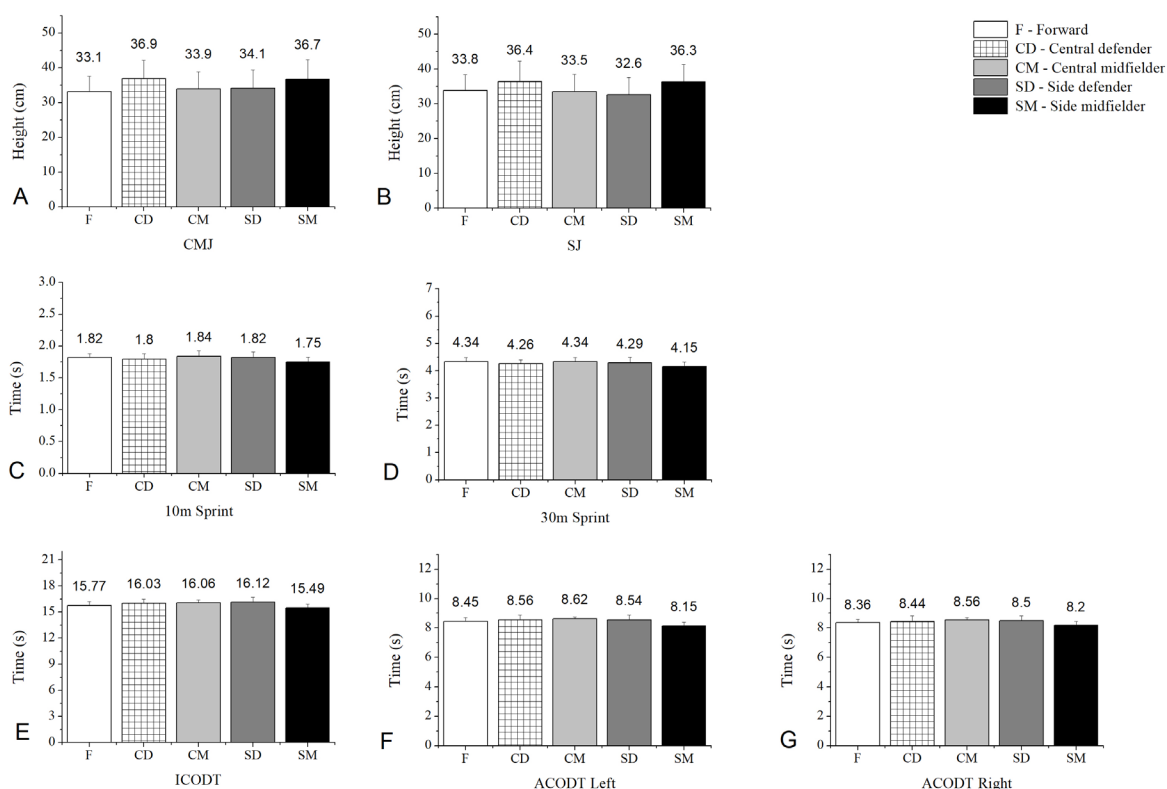 33.1 36.9 33.9 34.1 36.7
60
50
40
30
20
10
0
Height (cm)
A
F CD CM SD SM
CMJ
33.8 36.4 33.5 32.6 36.3
60
50
40
30
20
10
0
Height (cm)
B
F CD CM SD SM
SJ
F - Forward
CD - Central defender
CM - Central midfielder
SD - Side defender
SM - Side midfielder
1.82 1.8 1.84 1.82 1.75
3.0
2.5
2.0
1.5
1.0
0.5
0.0
Time (s)
C
F CD CM SD SM
10m Sprint
4.34 4.26 4.34 4.29 4.15
7
6
5
4
3
2
1
0
Time (s)
D
F CD CM SD SM
30m Sprint
15.77 16.03 16.06 16.12 15.49
21
18
15
12
9
6
3
0
Time (s)
E
F CD CM SD SM
ICODT
8.45 8.56 8.62 8.54 8.15
12
10
8
6
4
2
0
Time (s)
F
F CD CM SD SM
ACODT Left
8.36 8.44 8.56 8.5 8.2
12
10
8
6
4
2
0
Time (s)
G
F CD CM SD SM
ACODT Right